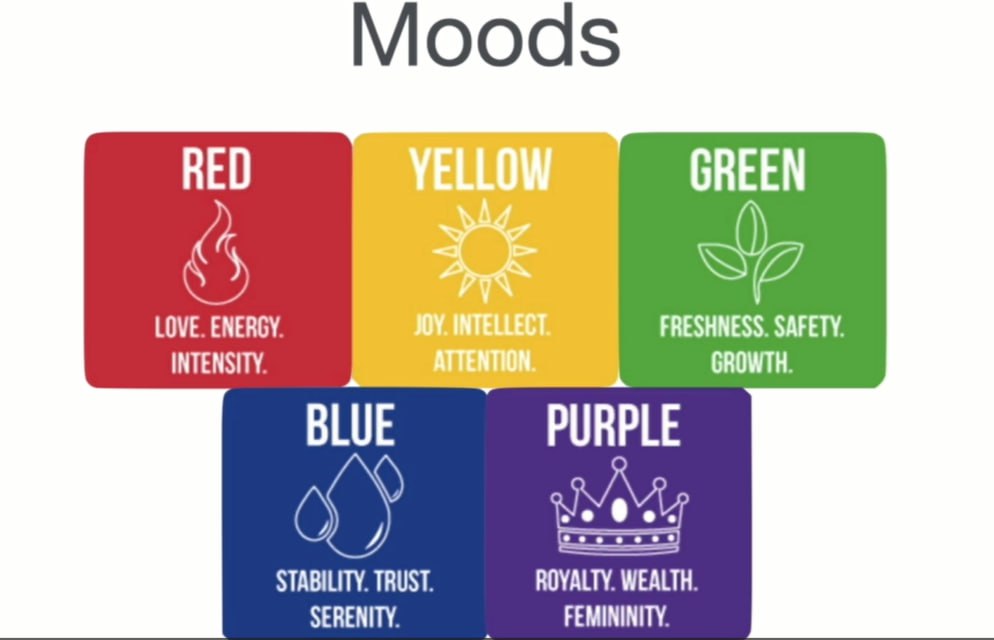 Moods
RED
LOVE. ENERGY.
INTENSITY.
YELLOW
JOY. INTELLECT.
ATTENTION.
GREEN
FRESHNESS. SAFETY.
GROWTH.
BLUE
STABILITY. TRUST.
SERENITY.
PURPLE
ROYALTY. WEALTH.
FEMININITY.